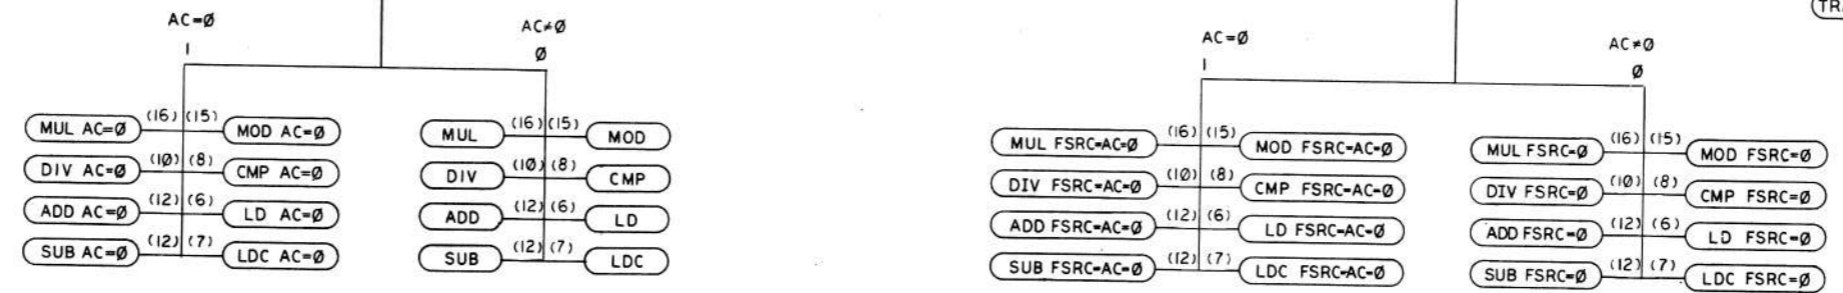 TR
AC=Ø
1
AC≠Ø
Ø
MUL AC=Ø (16) (15) MOD AC=Ø
DIV AC=Ø (1Ø) (8) CMP AC=Ø
ADD AC=Ø (12) (6) LD AC=Ø
SUB AC=Ø (12) (7) LDC AC=Ø
MUL (16) (15) MOD
DIV (1Ø) (8) CMP
ADD (12) (6) LD
SUB (12) (7) LDC
AC=Ø
1
AC≠Ø
Ø
MUL FSRC=AC=Ø (16) (15) MOD FSRC=AC=Ø
DIV FSRC=AC=Ø (1Ø) (8) CMP FSRC=AC=Ø
ADD FSRC=AC=Ø (12) (6) LD FSRC=AC=Ø
SUB FSRC=AC=Ø (12) (7) LDC FSRC=AC=Ø
MUL FSRC=Ø (16) (15) MOD FSRC=Ø
DIV FSRC=Ø (1Ø) (8) CMP FSRC=Ø
ADD FSRC=Ø (12) (6) LD FSRC=Ø
SUB FSRC=Ø (12) (7) LDC FSRC=Ø